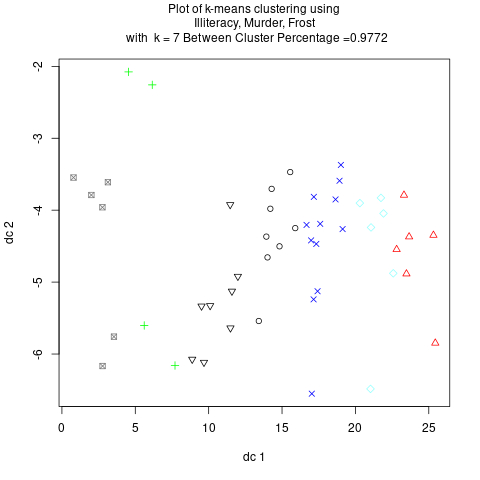 Plot of k-means clustering using
Illiteracy, Murder, Frost
with k = 7 Between Cluster Percentage =0.9772
-2
-3
-4
-5
-6
dc 2
0 5 10 15 20 25
dc 1